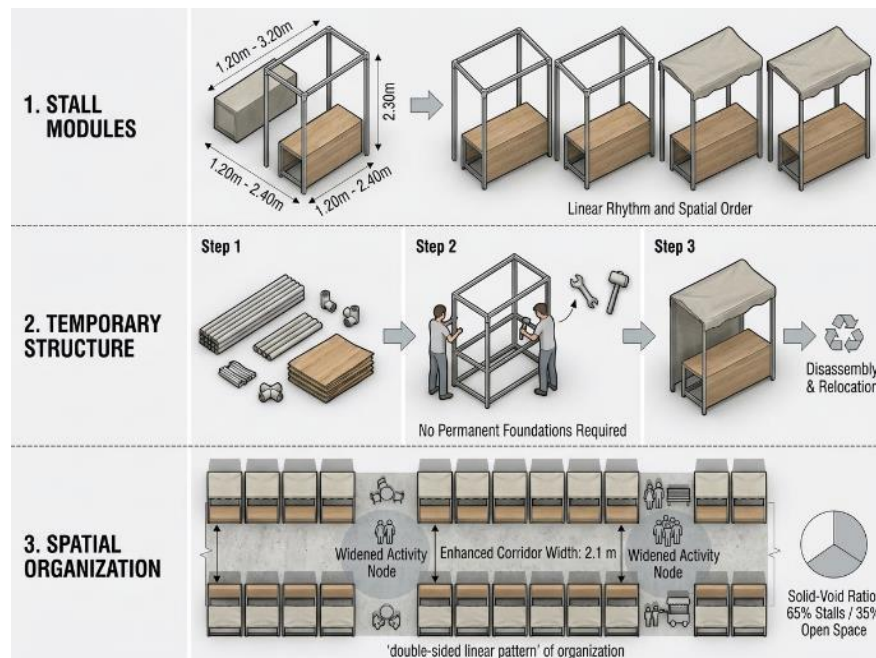 1. STALL
MODULES
1.20m - 3.20m
2.30m
1.20m - 2.40m
1.20m - 2.40m
Linear Rhythm and Spatial Order
2. TEMPORARY
STRUCTURE
Step 1
Step 2
No Permanent Foundations Required
Step 3
Disassembly
& Relocation
3. SPATIAL
ORGANIZATION
Widened Activity
Node
Enhanced Corridor Width: 2.1 m
Widened Activity
Node
'double-sided linear pattern' of organization
Solid-Void Ratio
65% Stalls / 35%
Open Space